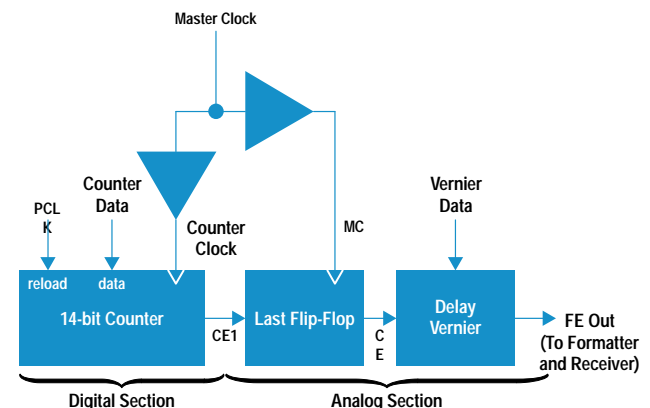 Master Clock
Counter
Data
Vernier
Data
PCL
K
Counter
Clock
MC
reload
data
14-bit Counter
CE1
Last Flip-Flop
C
E
Delay
Vernier
FE Out
(To Formatter
and Receiver)
Digital Section
Analog Section